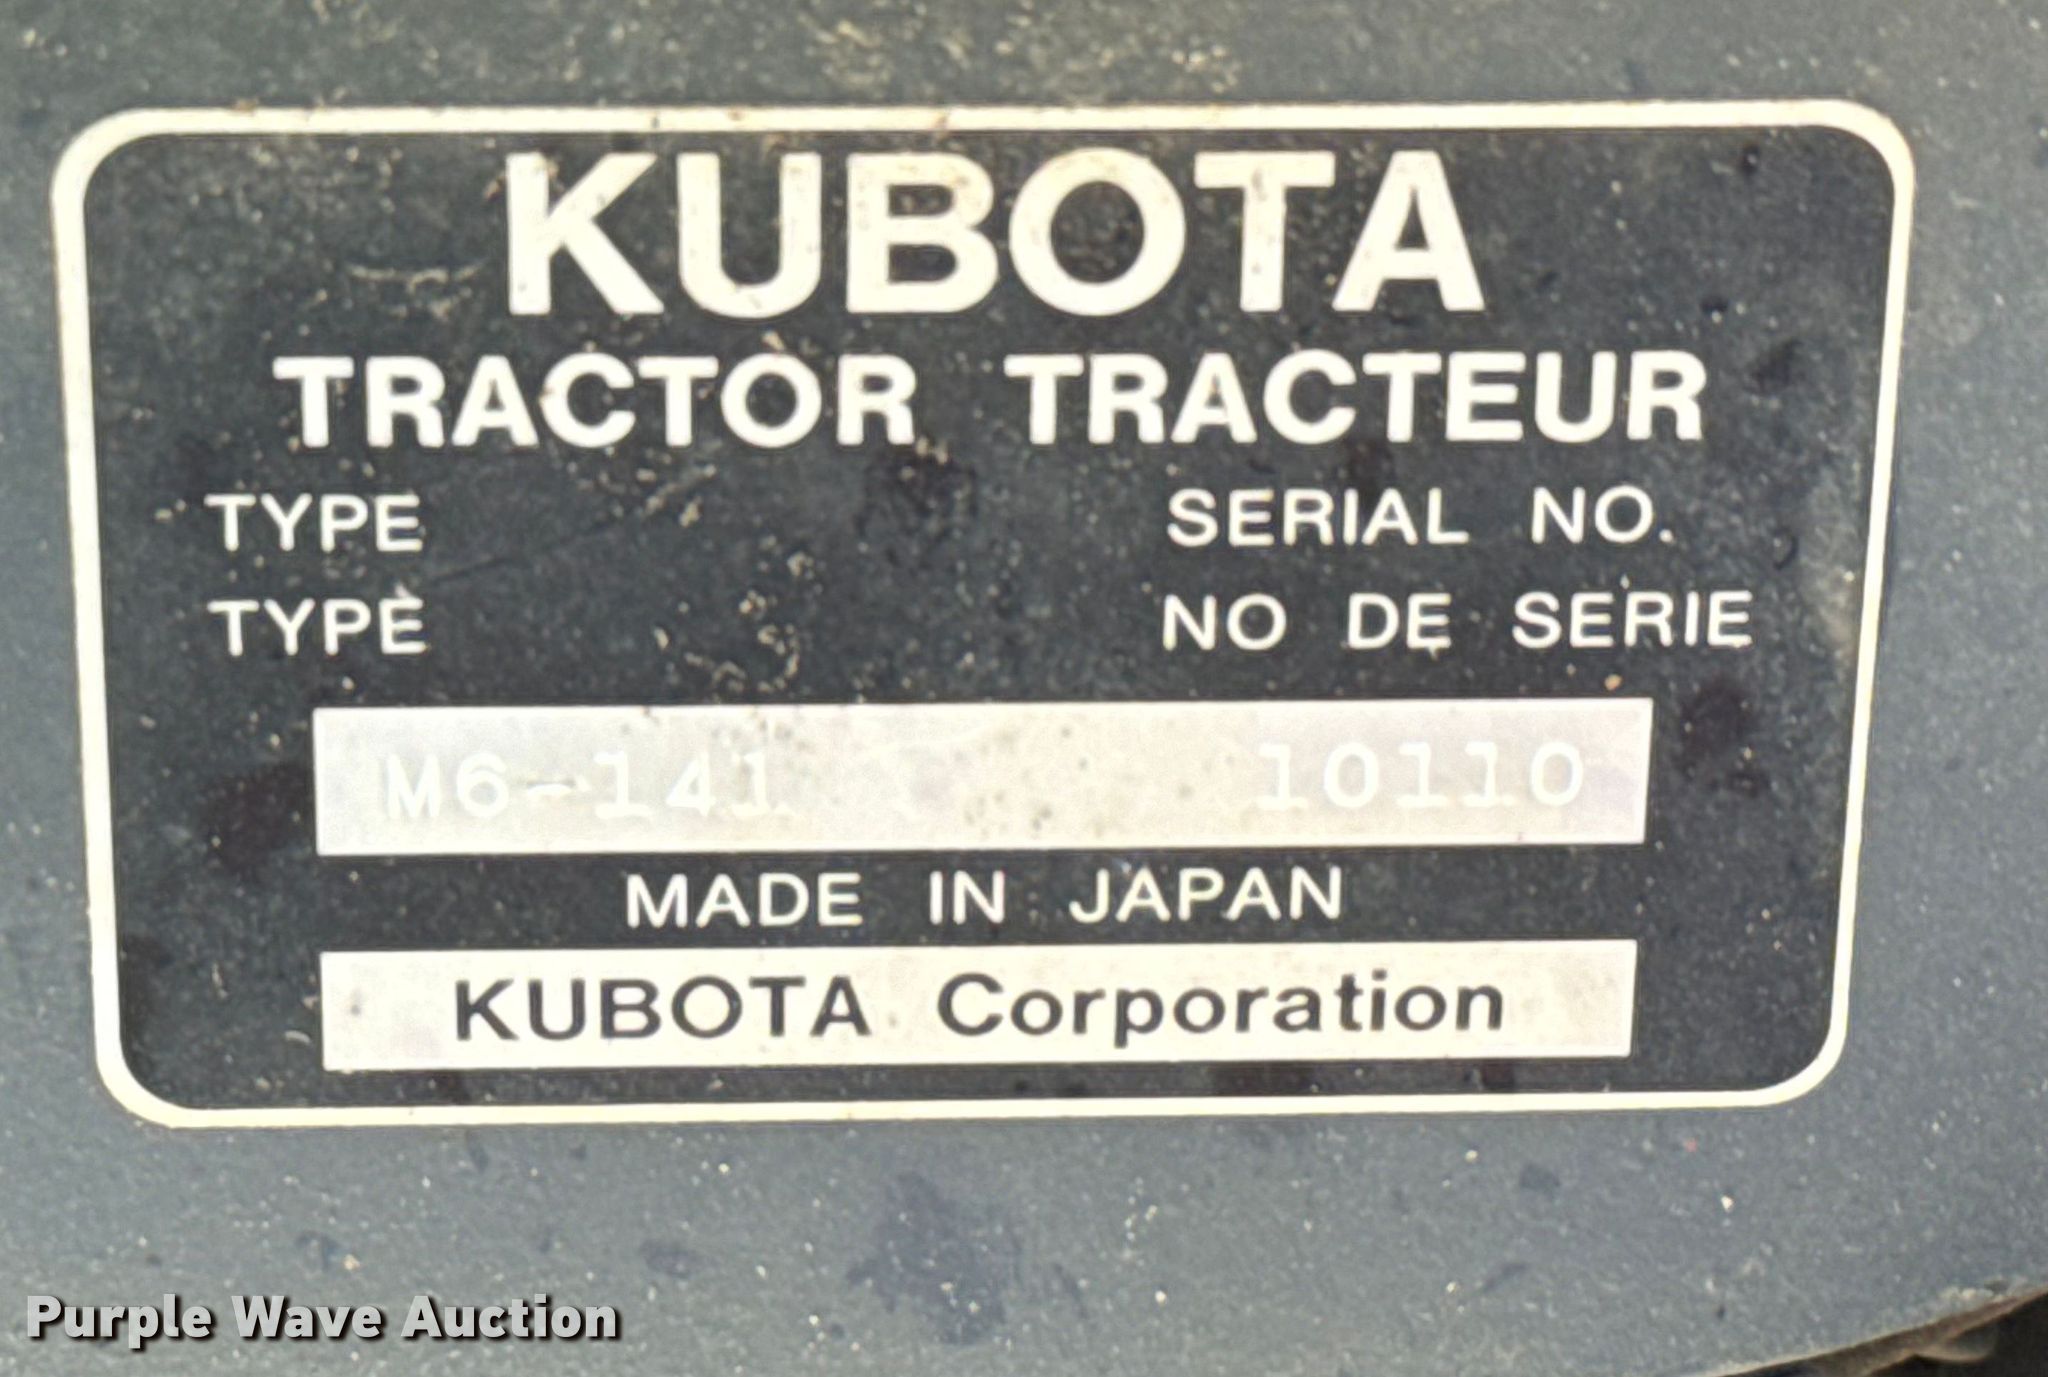 KUBOTA
TRACTOR TRACTEUR
TYPE SERIAL NO.
TYPE NO DE SERIE
M6-141 10110
MADE IN JAPAN
KUBOTA Corporation
Purple Wave Auction